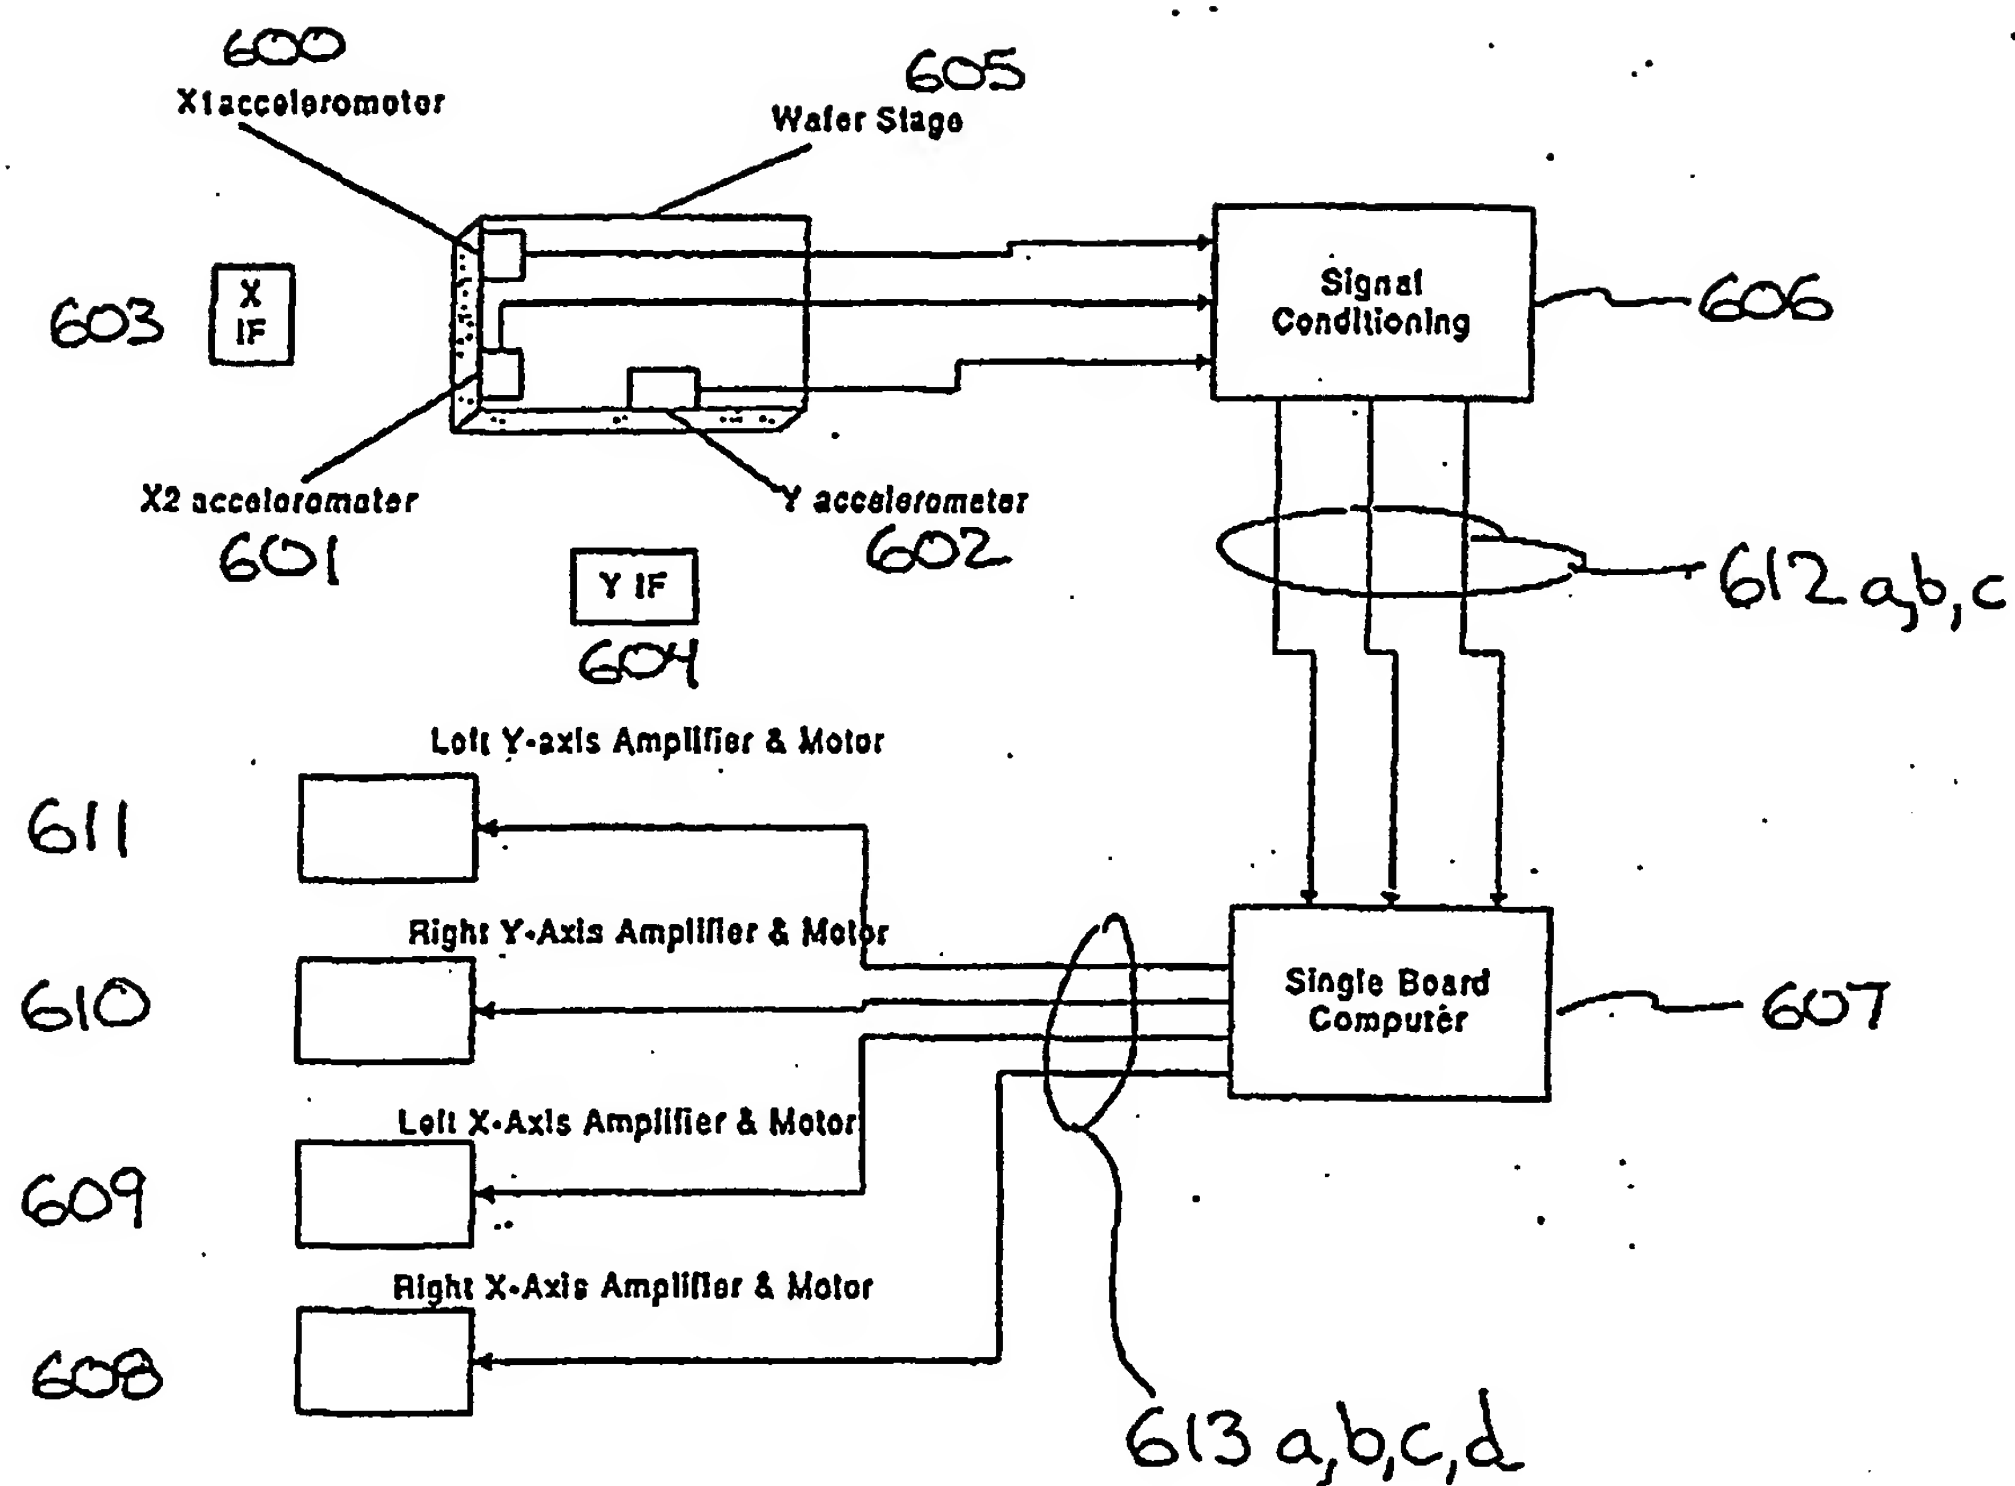 600
X1 accelerometer
605
Wafer Stage
603
X
IF
Signal
Conditioning
606
X2 accelerometer
601
Y accelerometer
602
Y IF
604
612 a,b,c
Left Y-axis Amplifier & Motor
611
Right Y-Axis Amplifier & Motor
610
Single Board
Computer
607
Left X-Axis Amplifier & Motor
609
Right X-Axis Amplifier & Motor
608
613 a,b,c,d